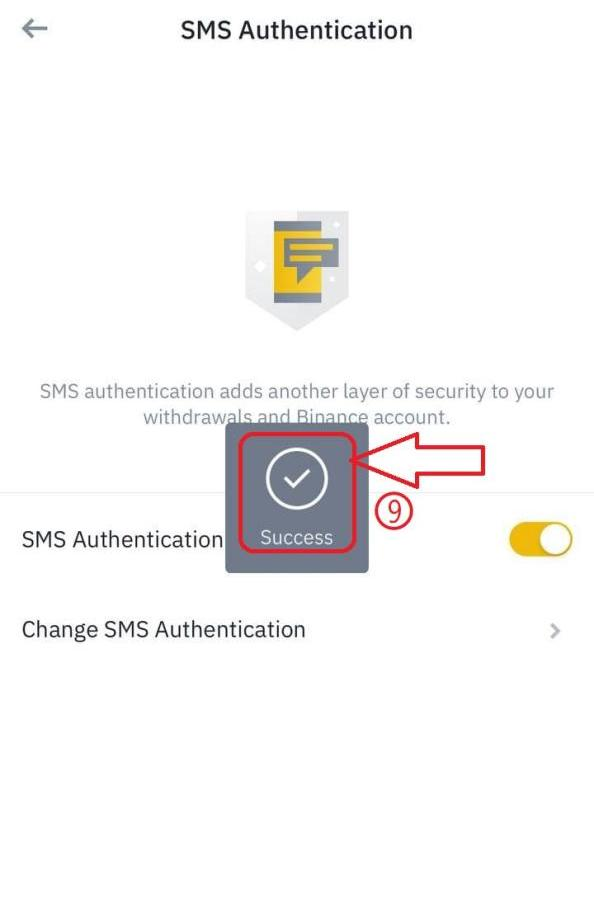 SMS Authentication
SMS authentication adds another layer of security to your
withdrawals and Binance account.
⑨
SMS Authentication
Success
Change SMS Authentication